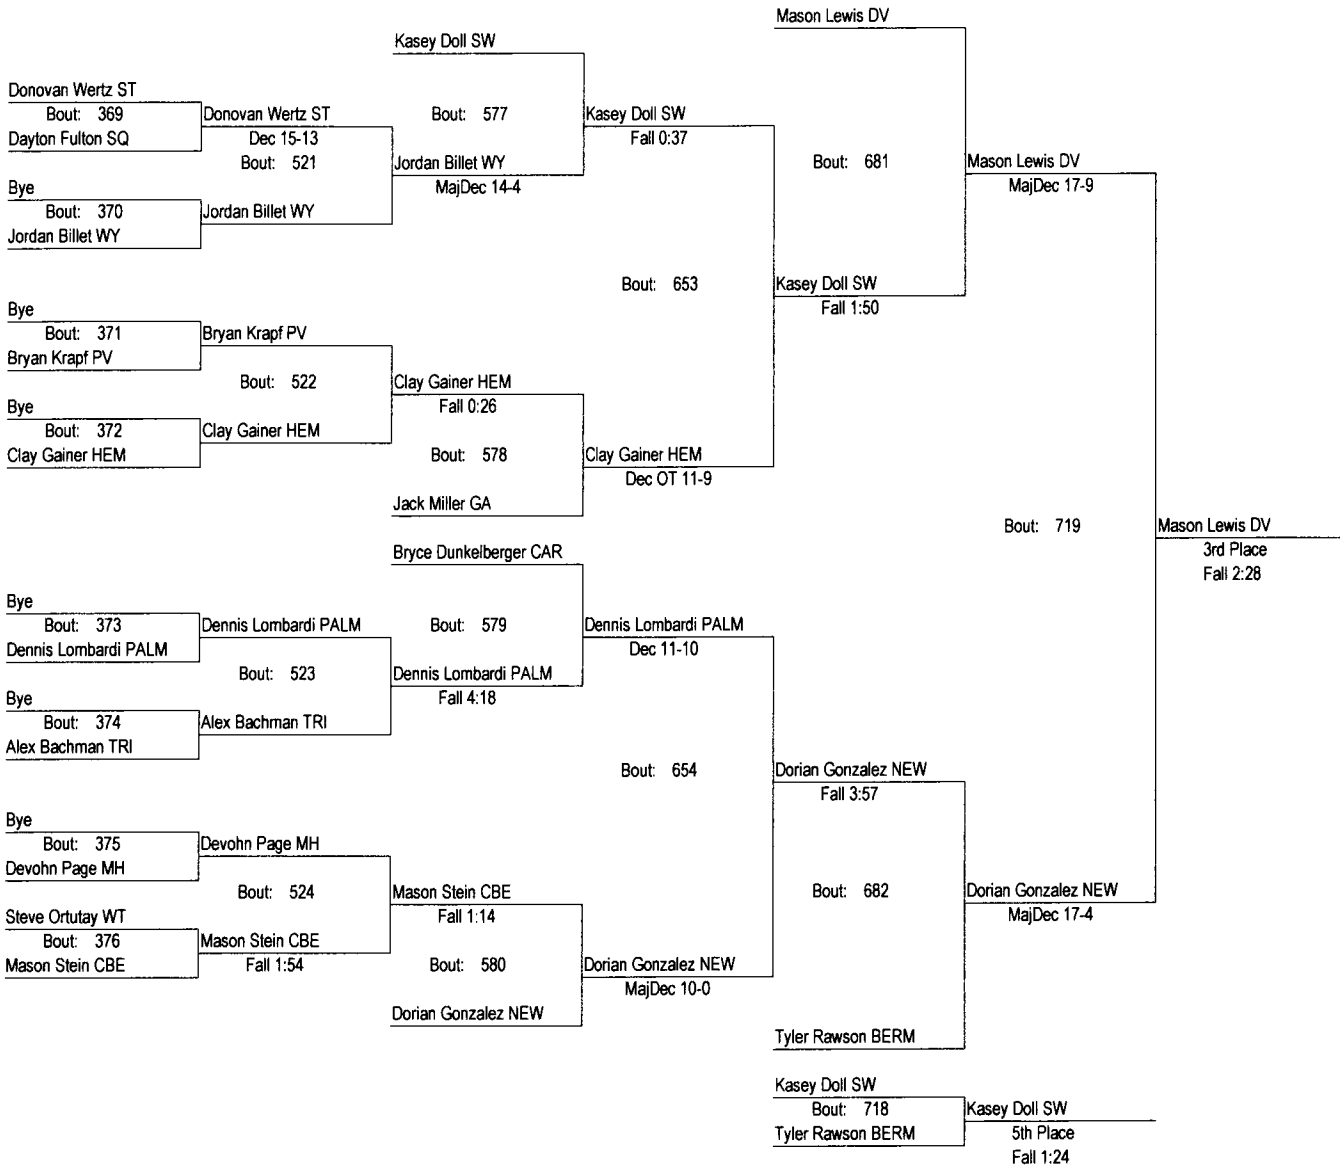 Mason Lewis DV
Kasey Doll SW
Donovan Wertz ST
Bout: 369
Donovan Wertz ST
Bout: 577
Kasey Doll SW
Dayton Fulton SQ
Dec 15-13
Fall 0:37
Bout: 521
Jordan Billet WY
Bout: 681
Mason Lewis DV
MajDec 14-4
MajDec 17-9
Bye
Bout: 370
Jordan Billet WY
Jordan Billet WY
Bout: 653
Kasey Doll SW
Fall 1:50
Bye
Bout: 371
Bryan Krapf PV
Bryan Krapf PV
Bout: 522
Clay Gainer HEM
Fall 0:26
Bye
Bout: 372
Clay Gainer HEM
Clay Gainer HEM
Bout: 578
Clay Gainer HEM
Dec OT 11-9
Jack Miller GA
Bout: 719
Mason Lewis DV
3rd Place
Fall 2:28
Bryce Dunkelberger CAR
Bye
Bout: 373
Dennis Lombardi PALM
Bout: 579
Dennis Lombardi PALM
Dennis Lombardi PALM
Dec 11-10
Bout: 523
Dennis Lombardi PALM
Fall 4:18
Bye
Bout: 374
Alex Bachman TRI
Alex Bachman TRI
Bout: 654
Dorian Gonzalez NEW
Fall 3:57
Bye
Bout: 375
Devohn Page MH
Devohn Page MH
Bout: 524
Mason Stein CBE
Bout: 682
Dorian Gonzalez NEW
Fall 1:14
MajDec 17-4
Steve Ortutay WT
Bout: 376
Mason Stein CBE
Mason Stein CBE
Fall 1:54
Bout: 580
Dorian Gonzalez NEW
MajDec 10-0
Dorian Gonzalez NEW
Tyler Rawson BERM
Kasey Doll SW
Bout: 718
Kasey Doll SW
Tyler Rawson BERM
5th Place
Fall 1:24